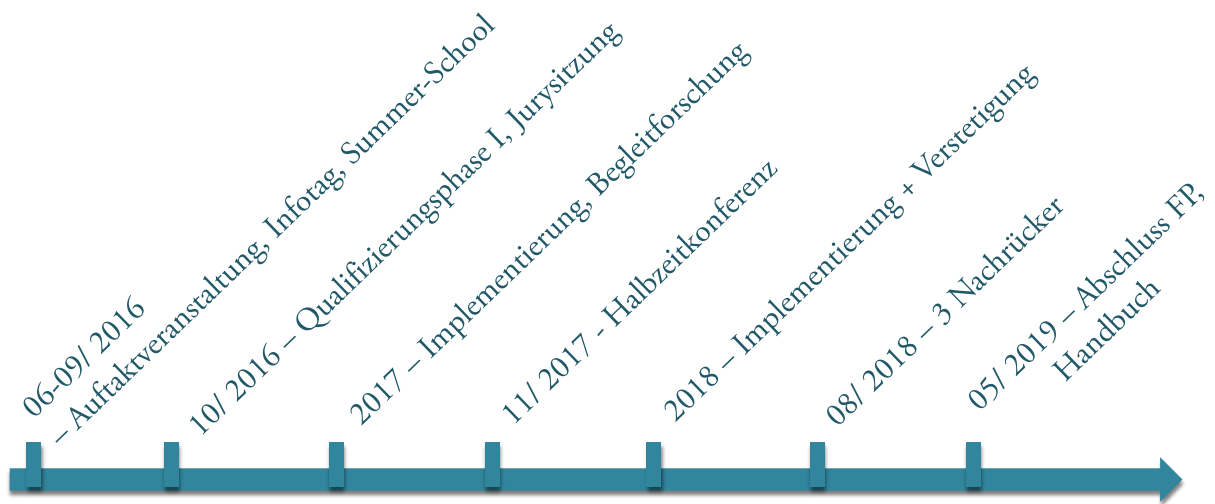 06-09/ 2016
– Auftaktveranstaltung, Infotag, Summer-School
10/ 2016 – Qualifizierungsphase I, Jurysitzung
2017 – Implementierung, Begleitforschung
11/ 2017 - Halbzeitkonferenz
2018 – Implementierung + Verstetigung
08/ 2018 – 3 Nachrücker
05/ 2019 – Abschluss FP,
Handbuch